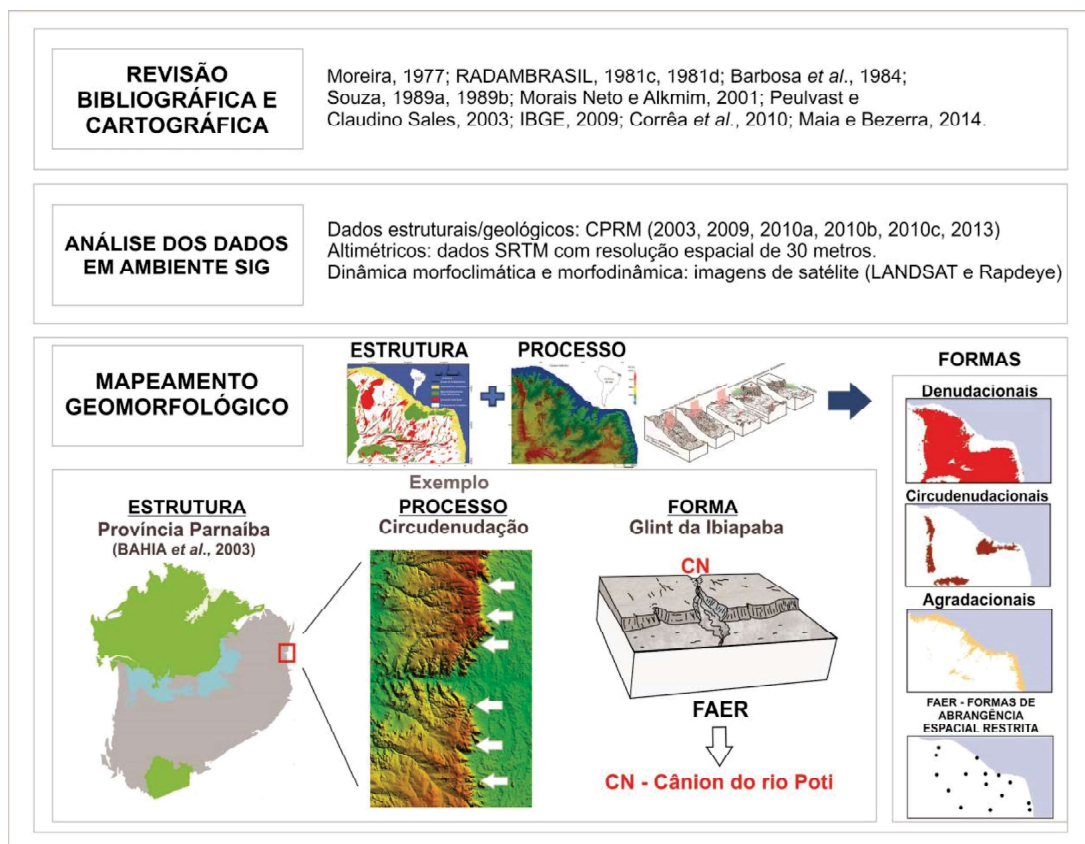 REVISÃO
BIBLIOGRÁFICA E
CARTOGRÁFICA
Moreira, 1977; RADAMBRASIL, 1981c, 1981d; Barbosa et al., 1984;
Souza, 1989a, 1989b; Morais Neto e Alkmim, 2001; Peulvast e
Claudino Sales, 2003; IBGE, 2009; Corrêa et al., 2010; Maia e Bezerra, 2014.
ANÁLISE DOS DADOS
EM AMBIENTE SIG
Dados estruturais/geológicos: CPRM (2003, 2009, 2010a, 2010b, 2010c, 2013)
Altimétricos: dados SRTM com resolução espacial de 30 metros.
Dinâmica morfoclimática e morfodinâmica: imagens de satélite (LANDSAT e Rapdeye)
MAPEAMENTO
GEOMORFOLÓGICO
ESTRUTURA
PROCESSO
FORMAS
Denudacionais
Circudenudacionais
Agradacionais
FAER - FORMAS DE
ABRANGÊNCIA
ESPACIAL RESTRITA
Exemplo
ESTRUTURA
Província Parnaíba
(BAHIA et al., 2003)
PROCESSO
Circudenudação
FORMA
Glint da Ibiapaba
CN
FAER
CN - Cânion do rio Poti